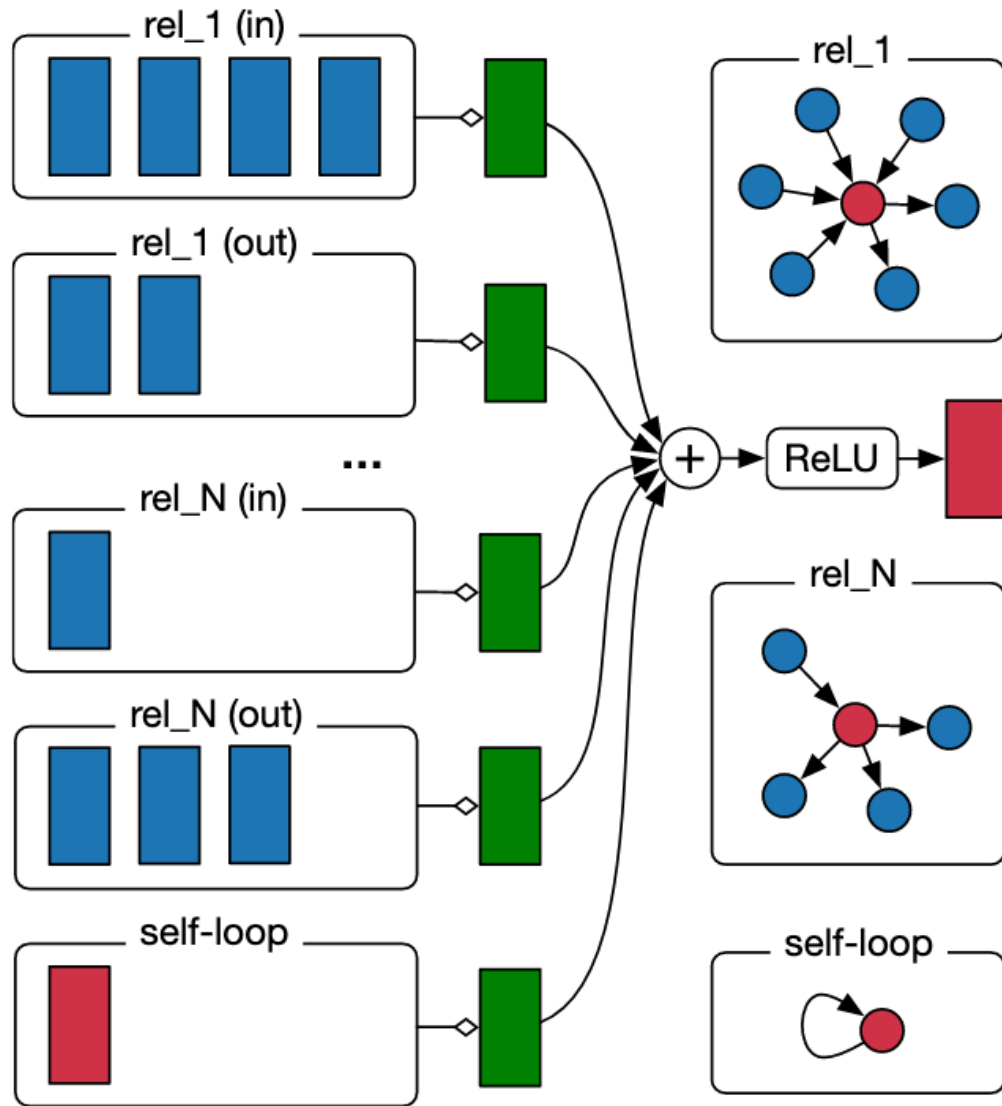 rel_1 (in)
rel_1 (out)
...
rel_N (in)
rel_N (out)
self-loop
+
ReLU
rel_1
rel_N
self-loop